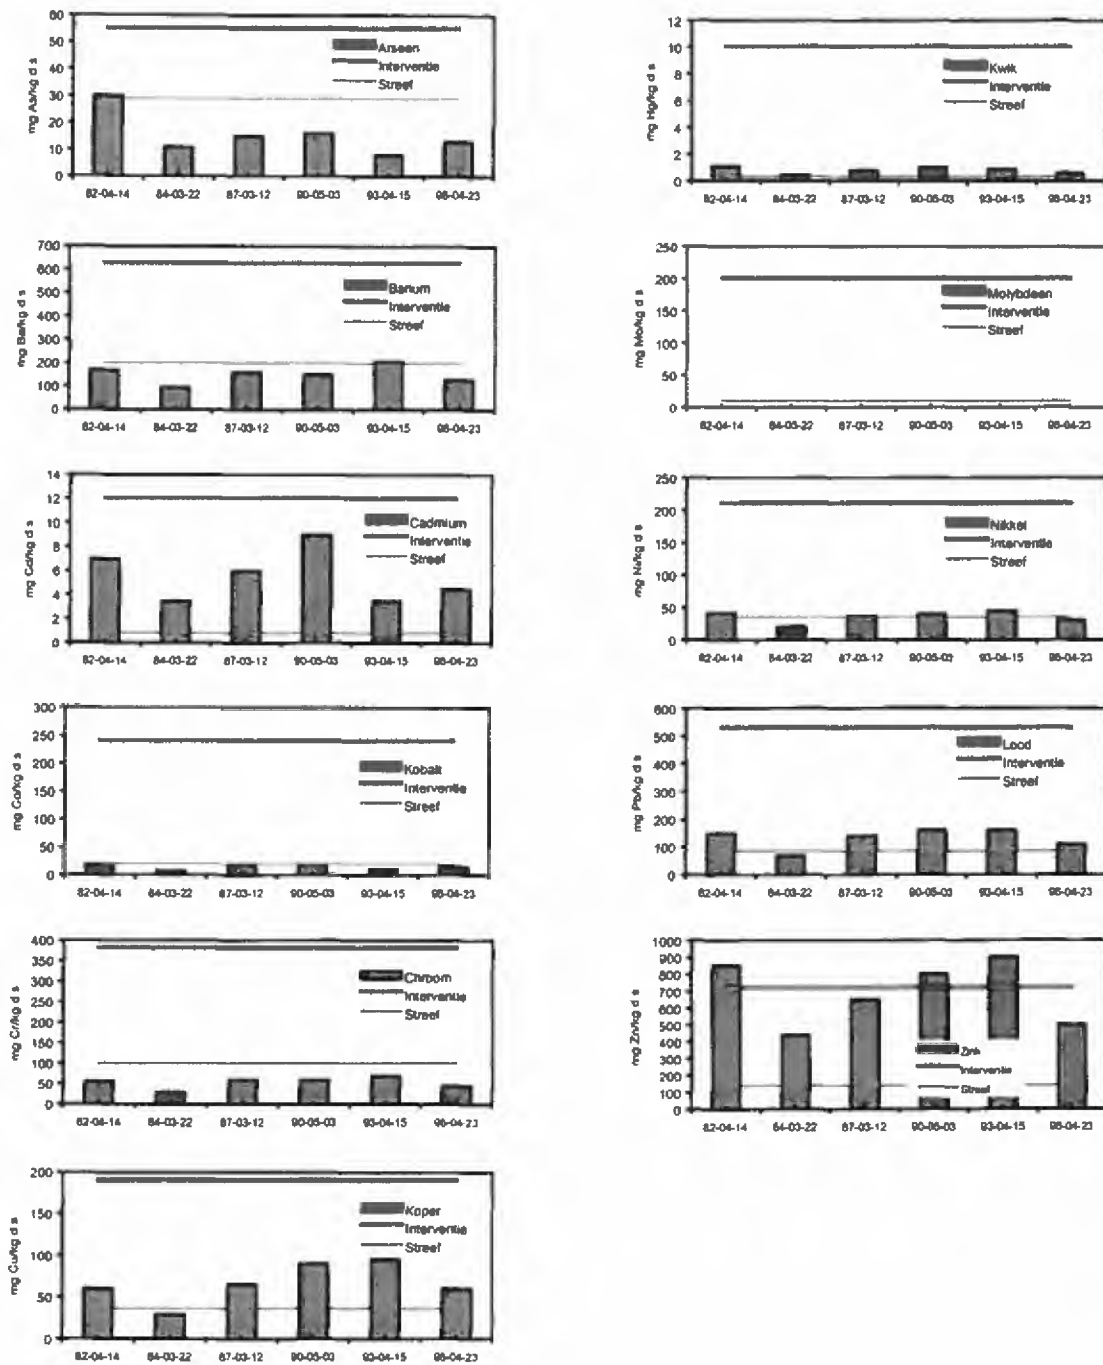 60
50
40
30
20
10
0
mg As/kg d s
Arseen
Interventie
Streef
82-04-14 84-03-22 87-03-12 90-05-03 93-04-15 96-04-23
12
10
8
6
4
2
0
mg Hg/kg d s
Kwik
Interventie
Streef
82-04-14 84-03-22 87-03-12 90-05-03 93-04-15 96-04-23
700
600
500
400
300
200
100
0
mg Ba/kg d s
Barium
Interventie
Streef
82-04-14 84-03-22 87-03-12 90-05-03 93-04-15 96-04-23
250
200
150
100
50
0
mg Mo/kg d s
Molybdeen
Interventie
Streef
82-04-14 84-03-22 87-03-12 90-05-03 93-04-15 96-04-23
14
12
10
8
6
4
2
0
mg Cd/kg d s
Cadmium
Interventie
Streef
82-04-14 84-03-22 87-03-12 90-05-03 93-04-15 96-04-23
250
200
150
100
50
0
mg Ni/kg d s
Nikkel
Interventie
Streef
82-04-14 84-03-22 87-03-12 90-05-03 93-04-15 96-04-23
300
250
200
150
100
50
0
mg Co/kg d s
Kobalt
Interventie
Streef
82-04-14 84-03-22 87-03-12 90-05-03 93-04-15 96-04-23
600
500
400
300
200
100
0
mg Pb/kg d s
Lood
Interventie
Streef
82-04-14 84-03-22 87-03-12 90-05-03 93-04-15 96-04-23
400
350
300
250
200
150
100
50
0
mg Cr/kg d s
Chroom
Interventie
Streef
82-04-14 84-03-22 87-03-12 90-05-03 93-04-15 96-04-23
1000
900
800
700
600
500
400
300
200
100
0
mg Zn/kg d s
Zink
Interventie
Streef
82-04-14 84-03-22 87-03-12 90-05-03 93-04-15 96-04-23
200
150
100
50
0
mg Cu/kg d s
Koper
Interventie
Streef
82-04-14 84-03-22 87-03-12 90-05-03 93-04-15 96-04-23